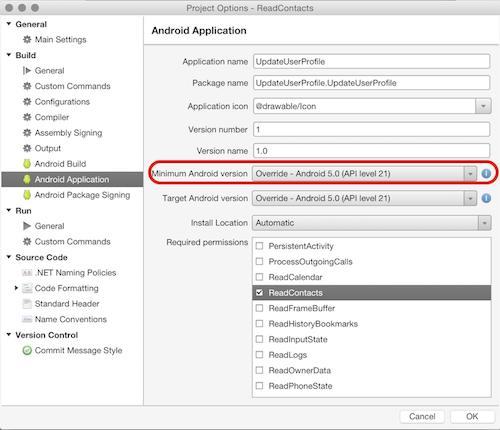 Project Options - ReadContacts
General
Main Settings
Build
General
Custom Commands
Configurations
Compiler
Assembly Signing
Output
Android Build
Android Application
Android Package Signing
Run
General
Custom Commands
Source Code
.NET Naming Policies
Code Formatting
Standard Header
Name Conventions
Version Control
Commit Message Style
Android Application
Application name UpdateUserProfile
Package name UpdateUserProfile.UpdateUserProfile
Application icon @drawable/Icon
Version number 1
Version name 1.0
Minimum Android version Override - Android 5.0 (API level 21)
Target Android version Override - Android 5.0 (API level 21)
Install Location Automatic
Required permissions PersistentActivity
ProcessOutgoingCalls
ReadCalendar
ReadContacts
ReadFrameBuffer
ReadHistoryBookmarks
ReadInputState
ReadLogs
ReadOwnerData
ReadPhoneState
Cancel OK